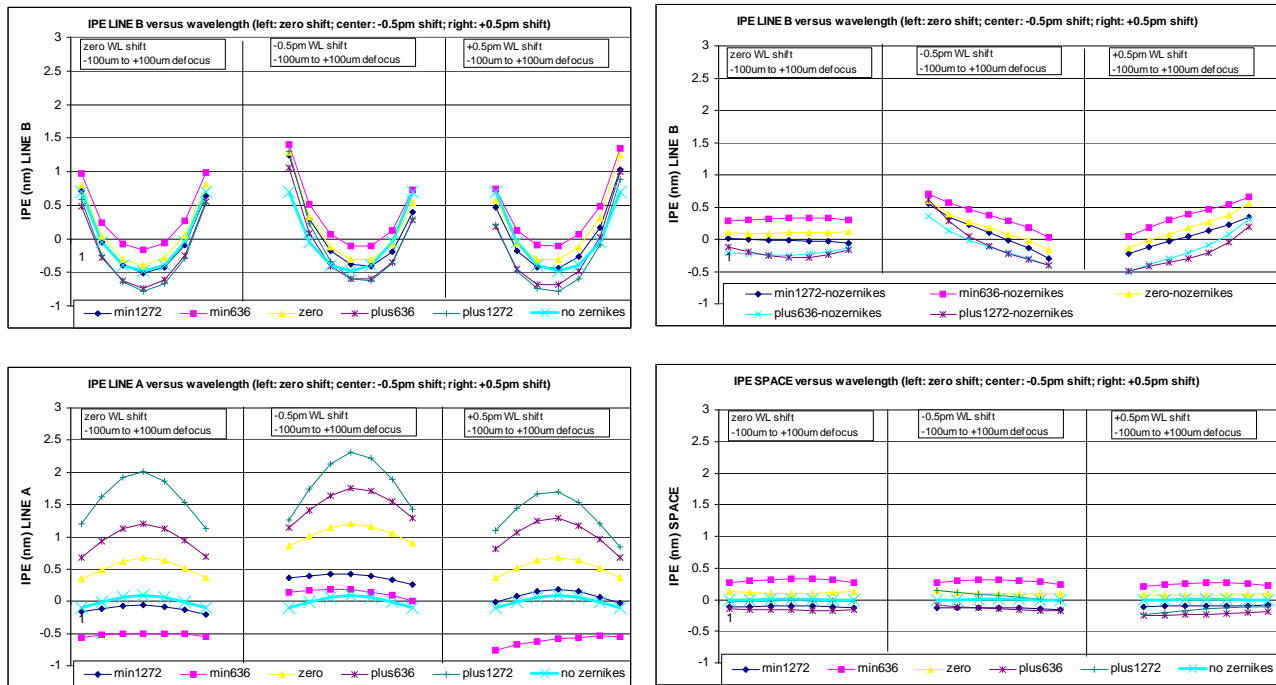 IPE LINE B versus wavelength (left: zero shift; center: -0.5pm shift; right: +0.5pm shift)
3
2.5
2
1.5
1
0.5
0
-0.5
-1
IPE (nm) LINE B
zero WL shift
-100um to +100um defocus
-0.5pm WL shift
-100um to +100um defocus
+0.5pm WL shift
-100um to +100um defocus
1
min1272 min636 zero plus636 plus1272 no zernikes
IPE LINE B versus wavelength (left: zero shift; center: -0.5pm shift; right: +0.5pm shift)
3
2.5
2
1.5
1
0.5
0
-0.5
-1
IPE (nm) LINE B
zero WL shift
-100um to +100um defocus
-0.5pm WL shift
-100um to +100um defocus
+0.5pm WL shift
-100um to +100um defocus
1
min1272-nozernikes min636-nozernikes zero-nozernikes
plus636-nozernikes plus1272-nozernikes
IPE LINE A versus wavelength (left: zero shift; center: -0.5pm shift; right: +0.5pm shift)
3
2.5
2
1.5
1
0.5
0
-0.5
-1
IPE (nm) LINE A
zero WL shift
-100um to +100um defocus
-0.5pm WL shift
-100um to +100um defocus
+0.5pm WL shift
-100um to +100um defocus
1
min1272 min636 zero plus636 plus1272 no zernikes
IPE SPACE versus wavelength (left: zero shift; center: -0.5pm shift; right: +0.5pm shift)
3
2.5
2
1.5
1
0.5
0
-0.5
-1
IPE (nm) SPACE
zero WL shift
-100um to +100um defocus
-0.5pm WL shift
-100um to +100um defocus
+0.5pm WL shift
-100um to +100um defocus
1
min1272 min636 zero plus636 plus1272 no zernikes